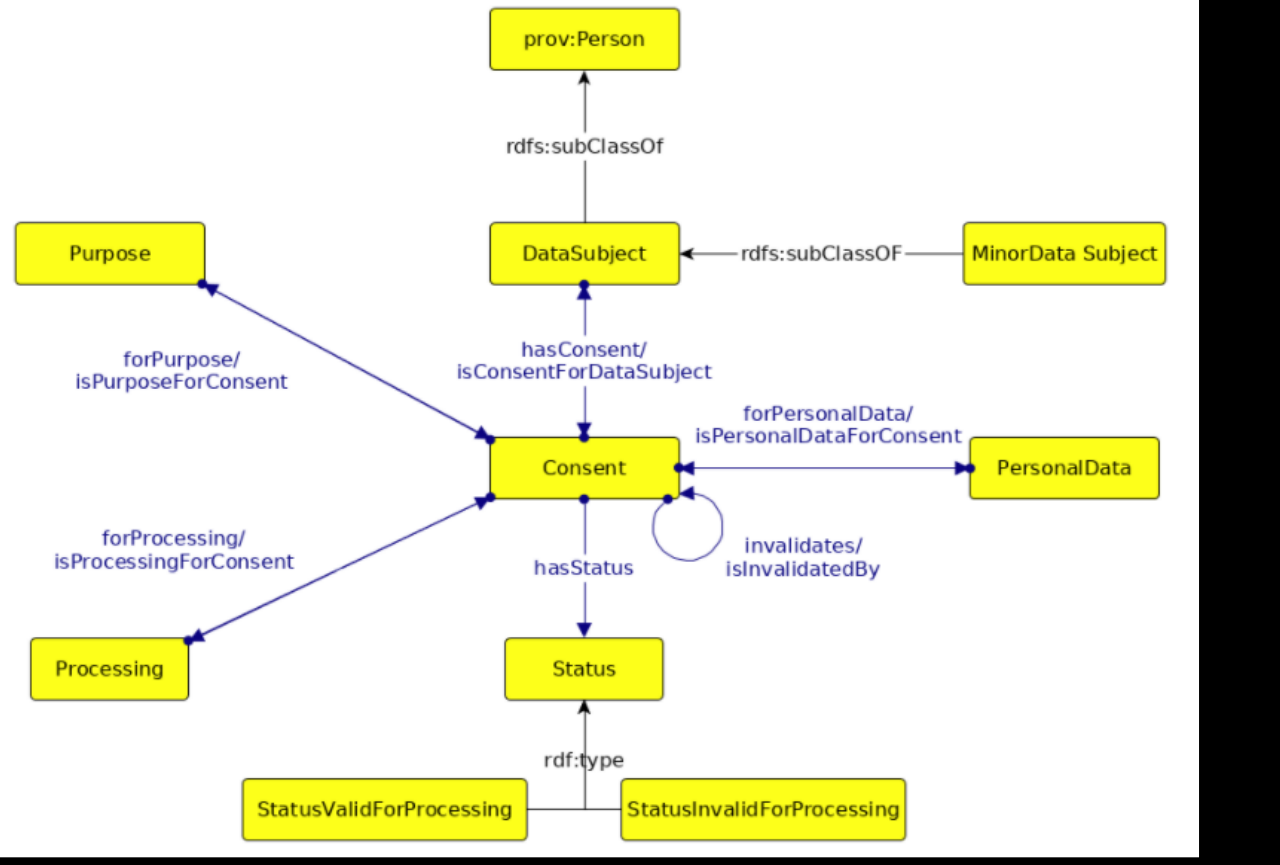 prov:Person
rdfs:subClassOf
Purpose
DataSubject
rdfs:subClassOF
MinorData Subject
forPurpose/
isPurposeForConsent
hasConsent/
isConsentForDataSubject
forPersonalData/
isPersonalDataForConsent
Consent
PersonalData
forProcessing/
isProcessingForConsent
hasStatus
invalidates/
isInvalidatedBy
Processing
Status
rdf:type
StatusValidForProcessing
StatusInvalidForProcessing